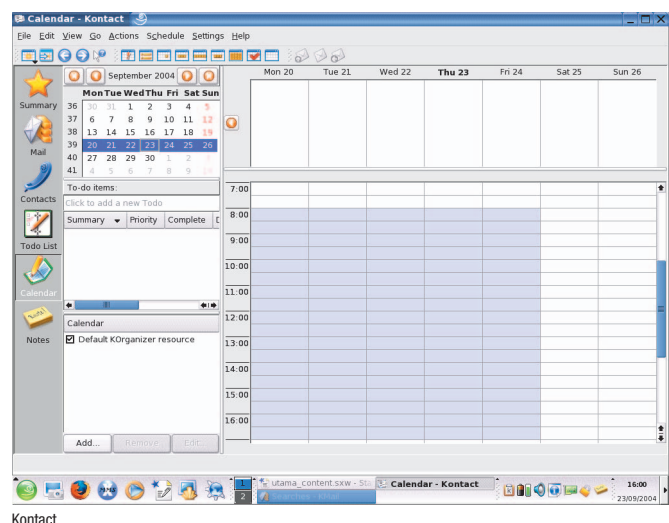 Calendar - Kontact
File Edit View Go Actions Schedule Settings Help
Summary
Mail
Contacts
Todo List
Calendar
Notes
September 2004
Mon Tue Wed Thu Fri Sat Sun
36 30 31 1 2 3 4 5
37 6 7 8 9 10 11 12
38 13 14 15 16 17 18 19
39 20 21 22 23 24 25 26
40 27 28 29 30 1 2
41 4 5 6 7 8 9
To-do items:
Click to add a new Todo
Summary Priority Complete D
Calendar
Default KOrganizer resource
Add... Remove Edit...
Mon 20 Tue 21 Wed 22 Thu 23 Fri 24 Sat 25 Sun 26
7:00
8:00
9:00
10:00
11:00
12:00
13:00
14:00
15:00
16:00
1
2
utama_content.sxw - Sta
Calendar - Kontact
16:00
23/09/2004
Kontact